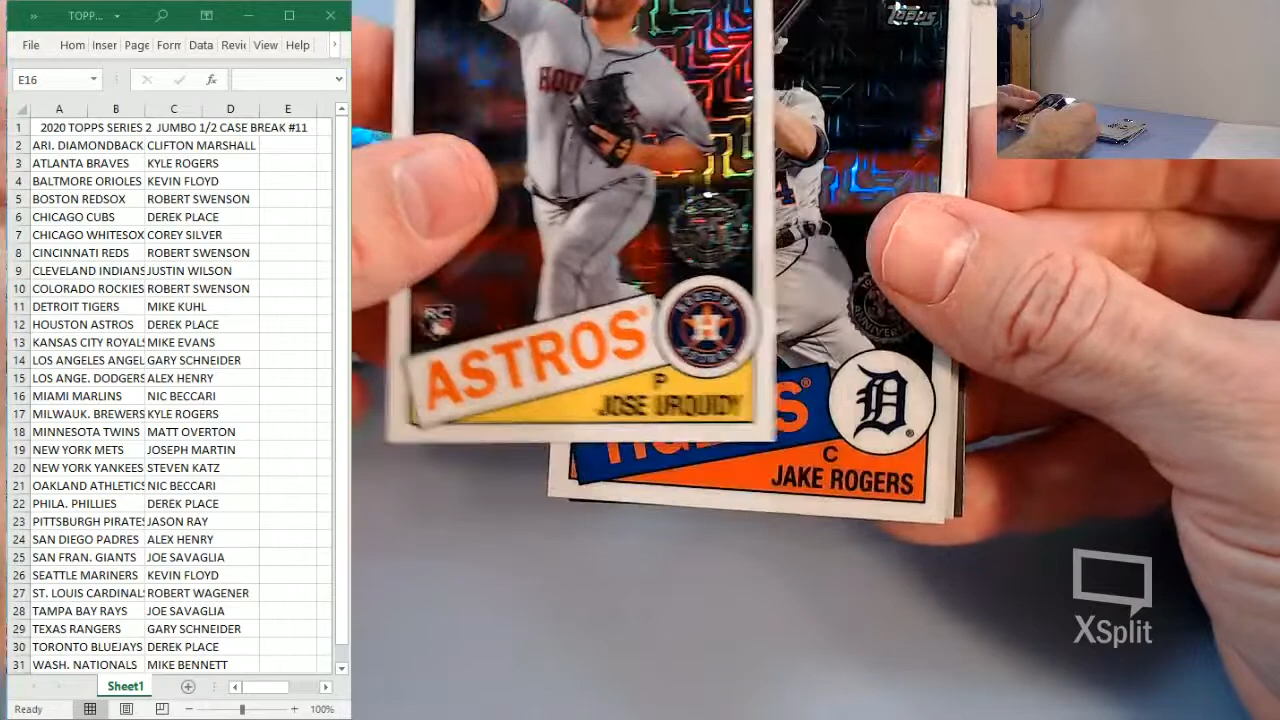 TOPP...
File Hom Inser Page Form Data Revie View Help
E16 fx
A B C D E
1 2020 TOPPS SERIES 2 JUMBO 1/2 CASE BREAK #11
2 ARI. DIAMONDBACK CLIFTON MARSHALL
3 ATLANTA BRAVES KYLE ROGERS
4 BALTMORE ORIOLES KEVIN FLOYD
5 BOSTON REDSOX ROBERT SWENSON
6 CHICAGO CUBS DEREK PLACE
7 CHICAGO WHITESOX COREY SILVER
8 CINCINNATI REDS ROBERT SWENSON
9 CLEVELAND INDIANS JUSTIN WILSON
10 COLORADO ROCKIES ROBERT SWENSON
11 DETROIT TIGERS MIKE KUHL
12 HOUSTON ASTROS DEREK PLACE
13 KANSAS CITY ROYAL MIKE EVANS
14 LOS ANGELES ANGEL GARY SCHNEIDER
15 LOS ANGE. DODGERS ALEX HENRY
16 MIAMI MARLINS NIC BECCARI
17 MILWAUK. BREWERS KYLE ROGERS
18 MINNESOTA TWINS MATT OVERTON
19 NEW YORK METS JOSEPH MARTIN
20 NEW YORK YANKEES STEVEN KATZ
21 OAKLAND ATHLETICS NIC BECCARI
22 PHILA. PHILLIES DEREK PLACE
23 PITTSBURGH PIRATES JASON RAY
24 SAN DIEGO PADRES ALEX HENRY
25 SAN FRAN. GIANTS JOE SAVAGLIA
26 SEATTLE MARINERS KEVIN FLOYD
27 ST. LOUIS CARDINAL ROBERT WAGENER
28 TAMPA BAY RAYS JOE SAVAGLIA
29 TEXAS RANGERS GARY SCHNEIDER
30 TORONTO BLUEJAYS DEREK PLACE
31 WASH. NATIONALS MIKE BENNETT
Sheet1
Ready 100%
Topps
RC
ASTROS
H
P
JOSE URQUIDY
D
C
JAKE ROGERS
XSplit